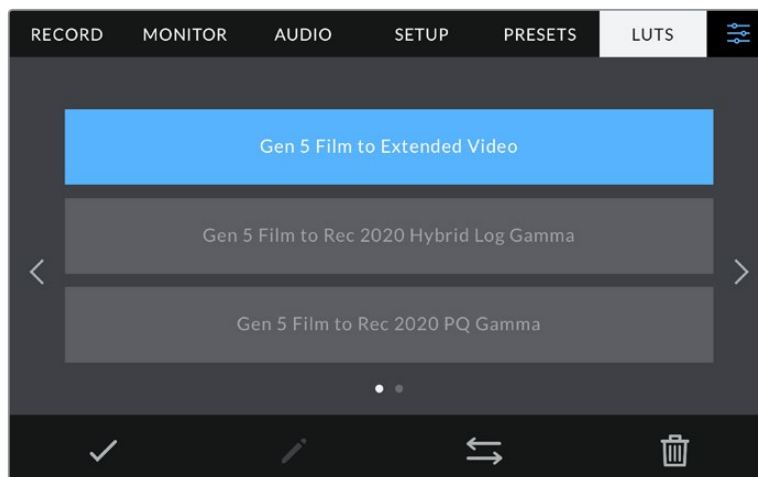 RECORD MONITOR AUDIO SETUP PRESETS LUTS
Gen 5 Film to Extended Video
Gen 5 Film to Rec 2020 Hybrid Log Gamma
Gen 5 Film to Rec 2020 PQ Gamma